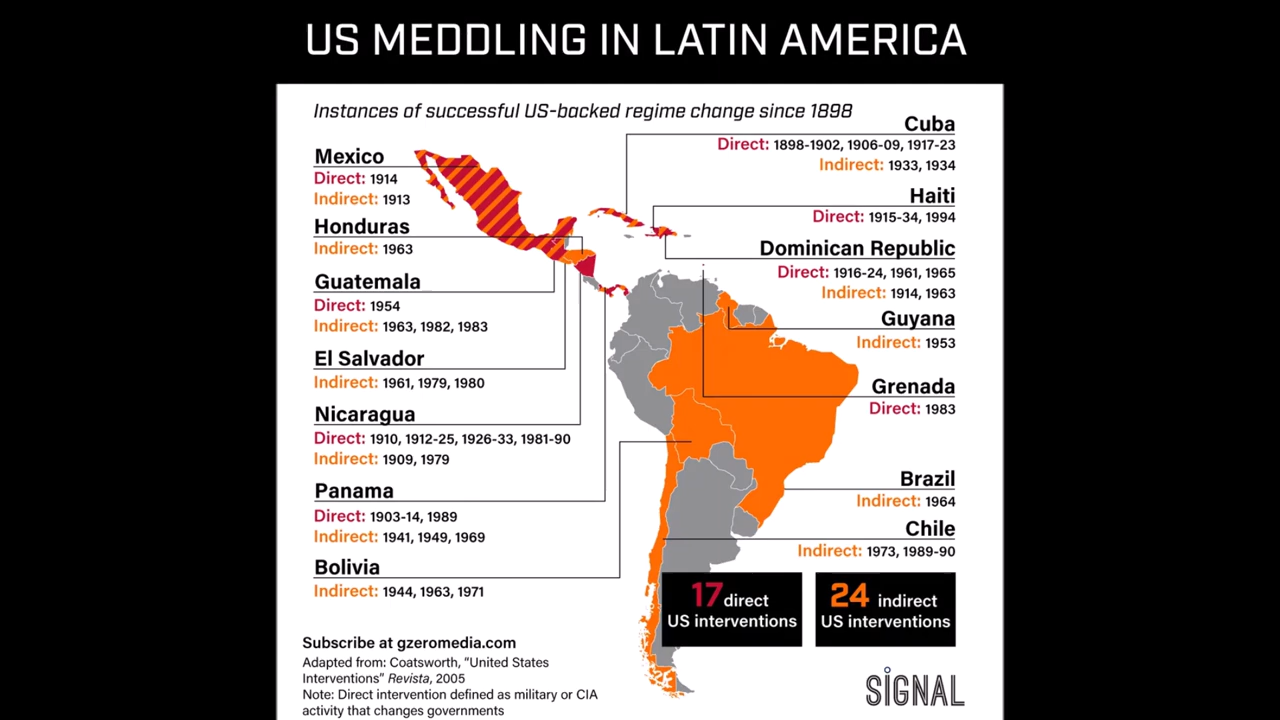 US MEDDLING IN LATIN AMERICA
Instances of successful US-backed regime change since 1898
Mexico
Direct: 1914
Indirect: 1913
Honduras
Indirect: 1963
Guatemala
Direct: 1954
Indirect: 1963, 1982, 1983
El Salvador
Indirect: 1961, 1979, 1980
Nicaragua
Direct: 1910, 1912-25, 1926-33, 1981-90
Indirect: 1909, 1979
Panama
Direct: 1903-14, 1989
Indirect: 1941, 1949, 1969
Bolivia
Indirect: 1944, 1963, 1971
Cuba
Direct: 1898-1902, 1906-09, 1917-23
Indirect: 1933, 1934
Haiti
Direct: 1915-34, 1994
Dominican Republic
Direct: 1916-24, 1961, 1965
Indirect: 1914, 1963
Guyana
Indirect: 1953
Grenada
Direct: 1983
Brazil
Indirect: 1964
Chile
Indirect: 1973, 1989-90
17 direct
US interventions
24 indirect
US interventions
Subscribe at gzeromedia.com
Adapted from: Coatsworth, "United States
Interventions" Revista, 2005
Note: Direct intervention defined as military or CIA
activity that changes governments
SIGNAL